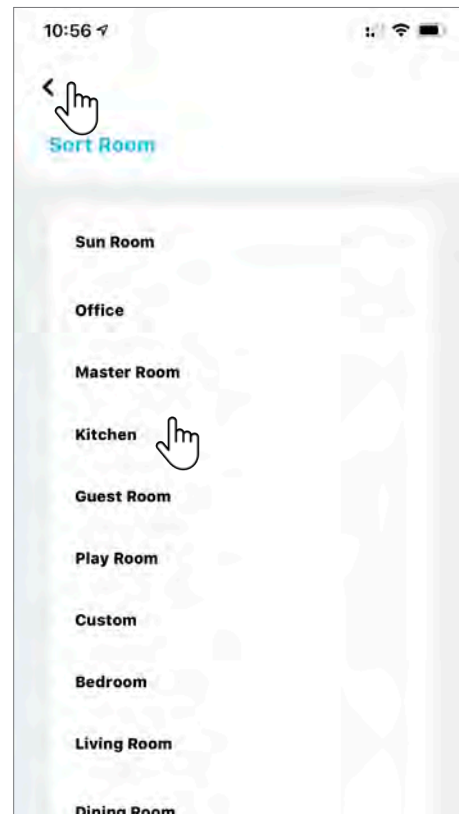 10:56
Sort Room
Sun Room
Office
Master Room
Kitchen
Guest Room
Play Room
Custom
Bedroom
Living Room
Dining Room